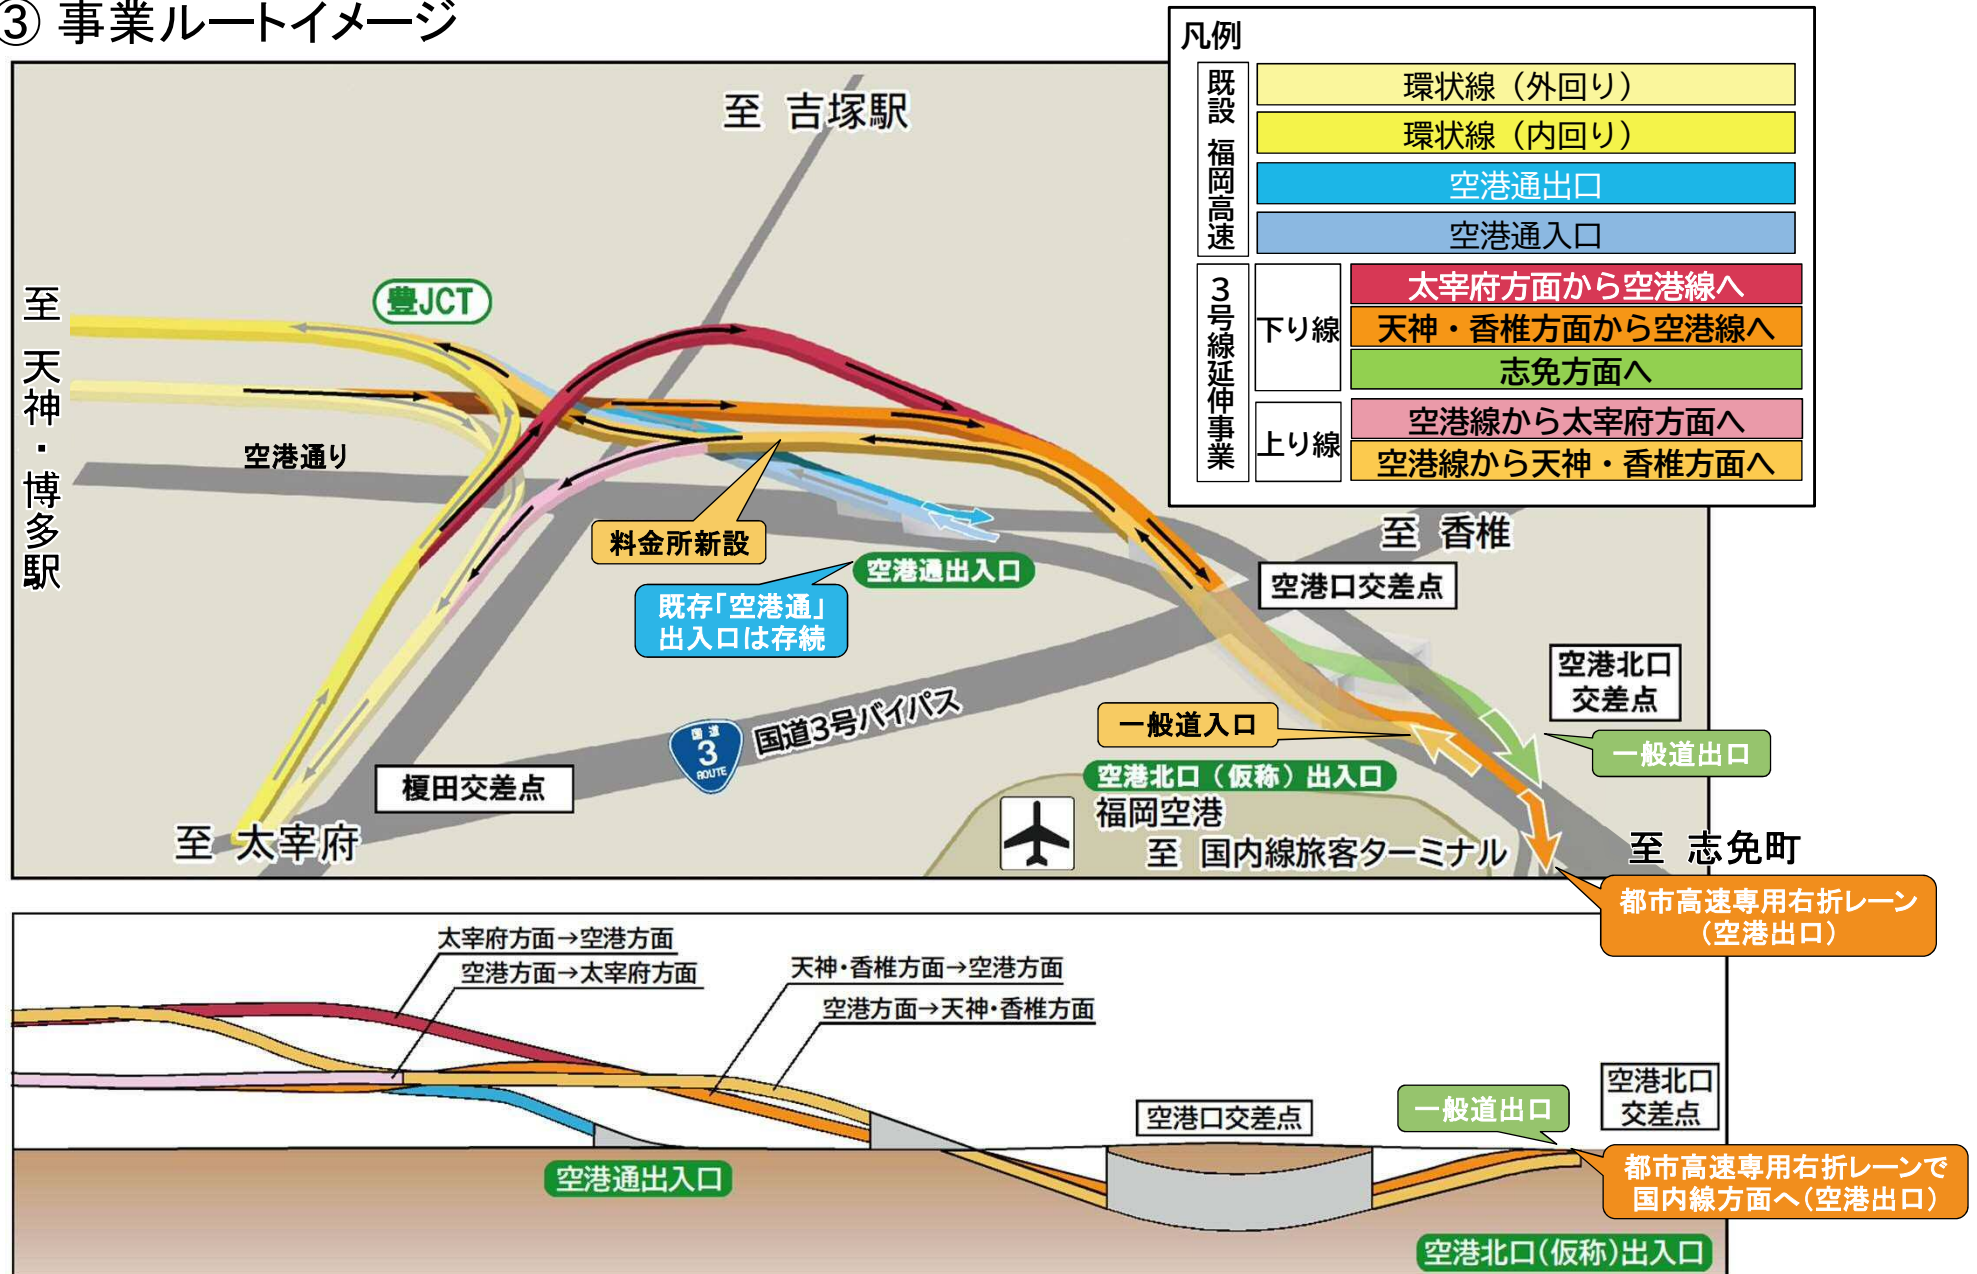 ③ 事業ルートイメージ
凡例
既設 福岡高速
環状線（外回り）
環状線（内回り）
空港通出口
空港通入口
3号線延伸事業
下り線
太宰府方面から空港線へ
天神・香椎方面から空港線へ
志免方面へ
上り線
空港線から太宰府方面へ
空港線から天神・香椎方面へ
至 吉塚駅
豊JCT
至 天神・博多駅
空港通り
料金所新設
空港通出入口
既存「空港通」
出入口は存続
至 香椎
空港口交差点
空港北口
交差点
国道
3
ROUTE
国道3号バイパス
一般道入口
一般道出口
榎田交差点
空港北口（仮称）出入口
福岡空港
至 国内線旅客ターミナル
至 太宰府
至 志免町
都市高速専用右折レーン
（空港出口）
太宰府方面→空港方面
空港方面→太宰府方面
天神・香椎方面→空港方面
空港方面→天神・香椎方面
空港口交差点
一般道出口
空港北口
交差点
空港通出入口
都市高速専用右折レーンで
国内線方面へ（空港出口）
空港北口（仮称）出入口